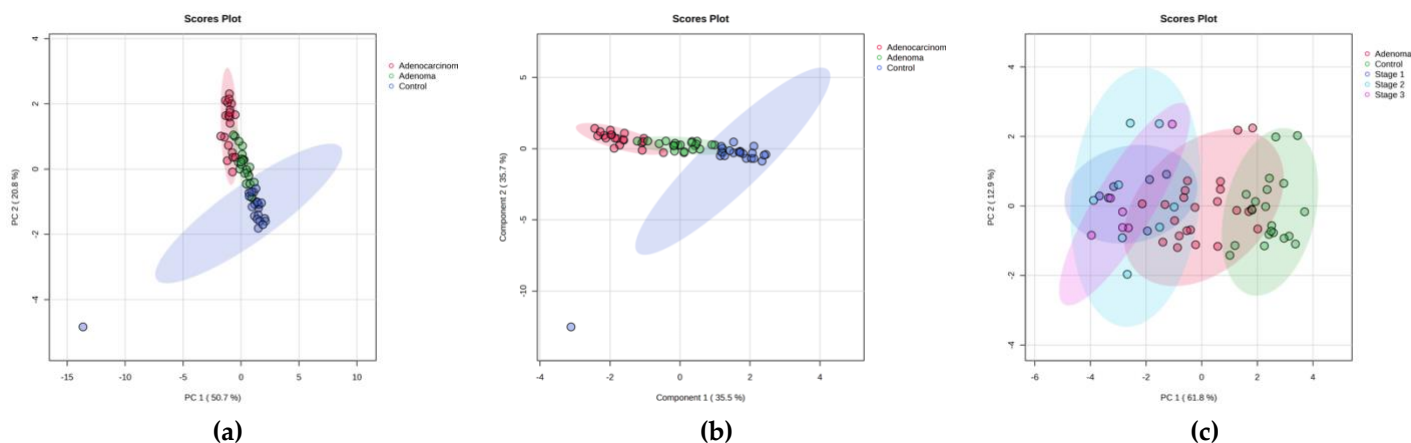 Scores Plot
Adenocarcinom
Adenoma
Control
PC 2 ( 20.8 %)
4
2
0
-2
-4
-15
-10
-5
0
5
10
PC 1 ( 50.7 %)
(a)
Scores Plot
Adenocarcinom
Adenoma
Control
Component 2 ( 35.7 %)
5
0
-5
-10
-4
-2
0
2
4
Component 1 ( 35.5 %)
(b)
Scores Plot
Adenoma
Control
Stage 1
Stage 2
Stage 3
PC 2 ( 12.9 %)
4
2
0
-2
-4
-6
-4
-2
0
2
4
PC 1 ( 61.8 %)
(c)